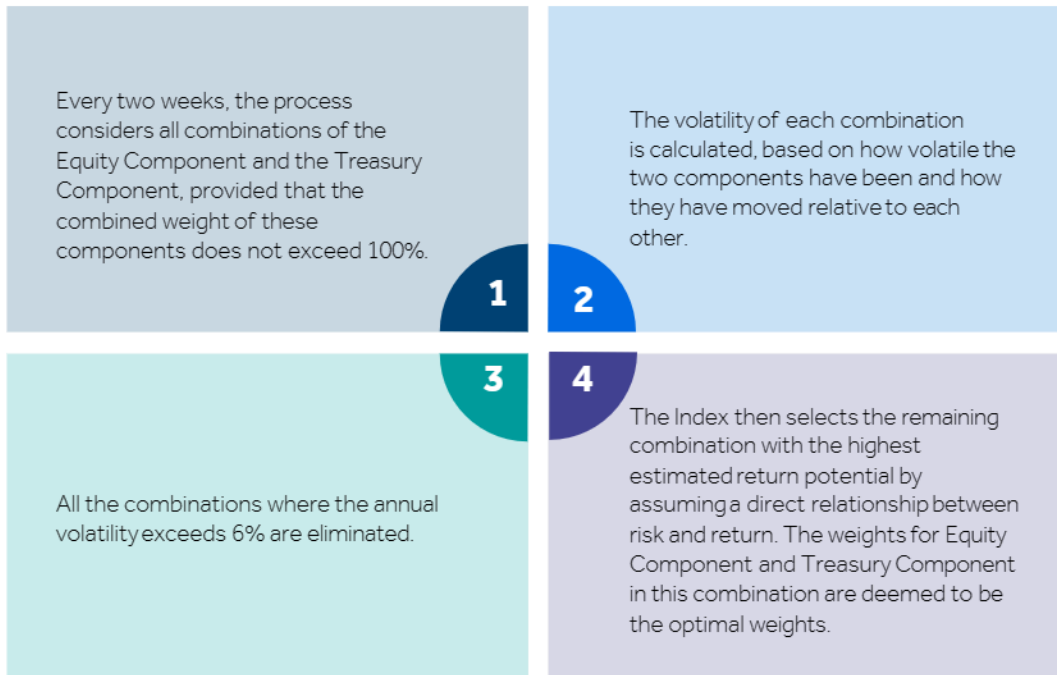 Every two weeks, the process
considers all combinations of the
Equity Component and the Treasury
Component, provided that the
combined weight of these
components does not exceed 100%.
1
The volatility of each combination
is calculated, based on how volatile the
two components have been and how
they have moved relative to each
other.
2
3
All the combinations where the annual
volatility exceeds 6% are eliminated.
4
The Index then selects the remaining
combination with the highest
estimated return potential by
assuming a direct relationship between
risk and return. The weights for Equity
Component and Treasury Component
in this combination are deemed to be
the optimal weights.